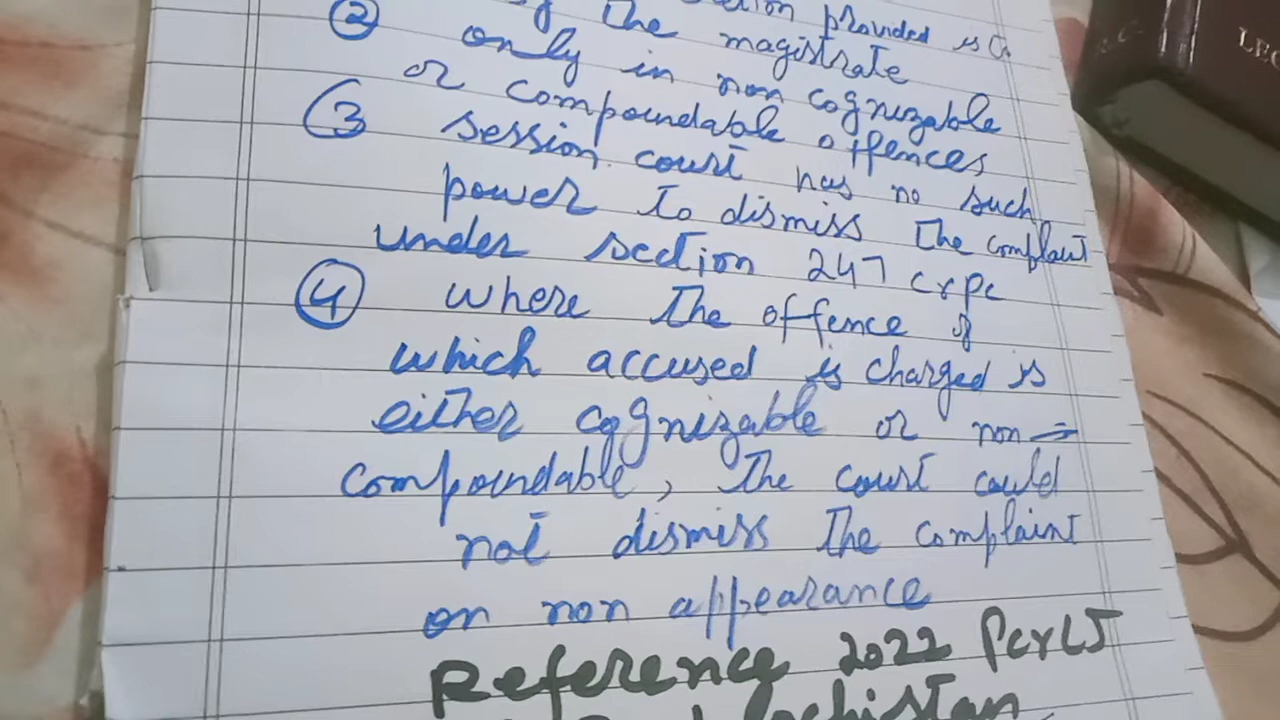 provided is
of the magistrate
② only in non cognizable
or compoundable offences
③ session court has no such
power to dismiss the complaint
under section 247 crpc
④ where the offence of
which accused is charged is
either cognizable or non-
compoundable, The court could
not dismiss the complaint
on non appearance
Reference 2022 PcrLJ